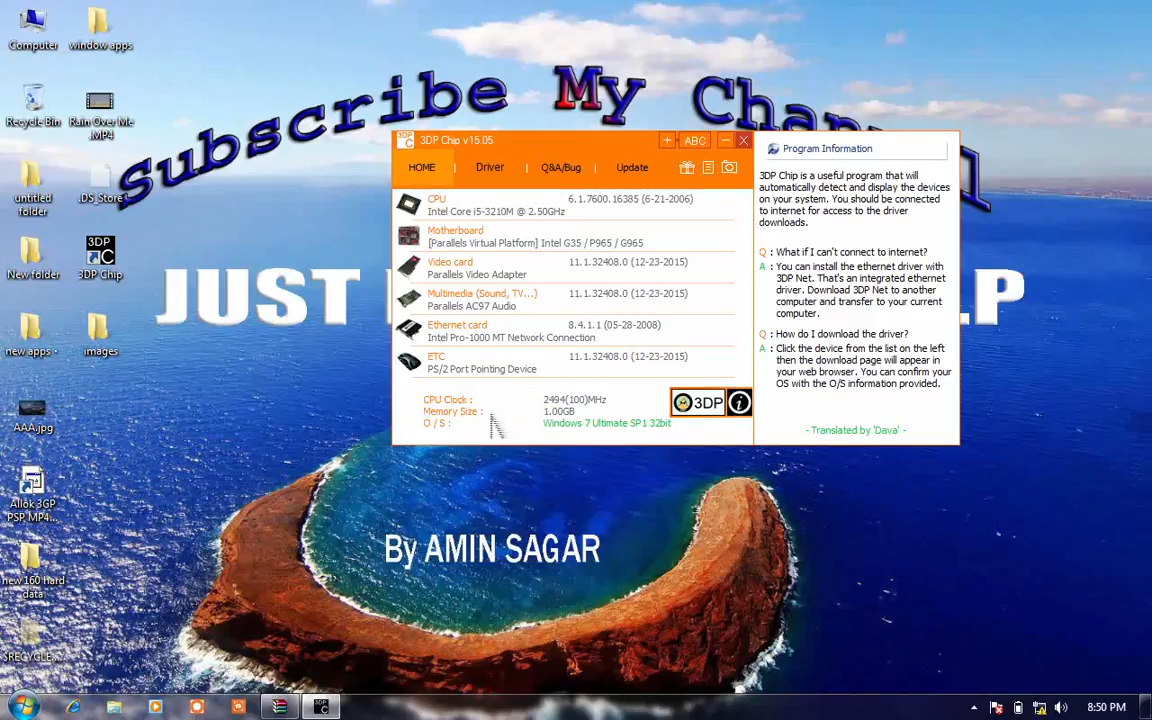 Computer
window apps
Recycle Bin
Rain Over Me
.MP4
untitled
folder
.DS_Store
New folder
3DP
C
3DP Chip
new apps
images
AAA.jpg
Allok 3GP
PSP MP4...
new 160 hard
data
Subscribe My
JUST
By AMIN SAGAR
3DP Chip v15.05
+
ABC
HOME
Driver
Q&A/Bug
Update
CPU 6.1.7600.16385 (6-21-2006)
Intel Core i5-3210M @ 2.50GHz
Motherboard
[Parallels Virtual Platform] Intel G35 / P965 / G965
Video card 11.1.32408.0 (12-23-2015)
Parallels Video Adapter
Multimedia (Sound, TV...) 11.1.32408.0 (12-23-2015)
Parallels AC97 Audio
Ethernet card 8.4.1.1 (05-28-2008)
Intel Pro-1000 MT Network Connection
ETC 11.1.32408.0 (12-23-2015)
PS/2 Port Pointing Device
CPU Clock : 2494(100)MHz
Memory Size : 1.00GB
O / S : Windows 7 Ultimate SP1 32bit
3DP i
Program Information
3DP Chip is a useful program that will
automatically detect and display the devices
on your system. You should be connected
to internet for access to the driver
downloads.
Q : What if I can't connect to internet?
A : You can install the ethernet driver with
3DP Net. That's an integrated ethernet
driver. Download 3DP Net to another
computer and transfer to your current
computer.
Q : How do I download the driver?
A : Click the device from the list on the left
then the download page will appear in
your web browser. You can confirm your
OS with the O/S information provided.
- Translated by 'Dava' -
8:50 PM